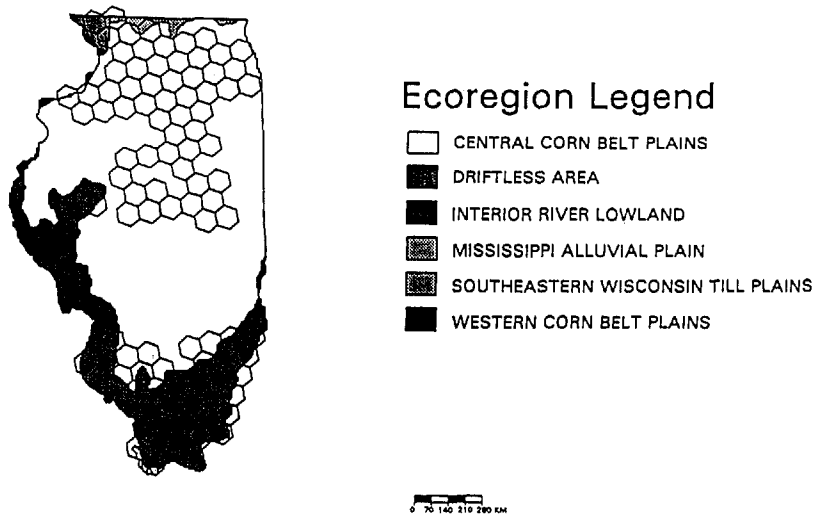 Ecoregion Legend
CENTRAL CORN BELT PLAINS
DRIFTLESS AREA
INTERIOR RIVER LOWLAND
MISSISSIPPI ALLUVIAL PLAIN
SOUTHEASTERN WISCONSIN TILL PLAINS
WESTERN CORN BELT PLAINS
0 70 140 210 280 KM